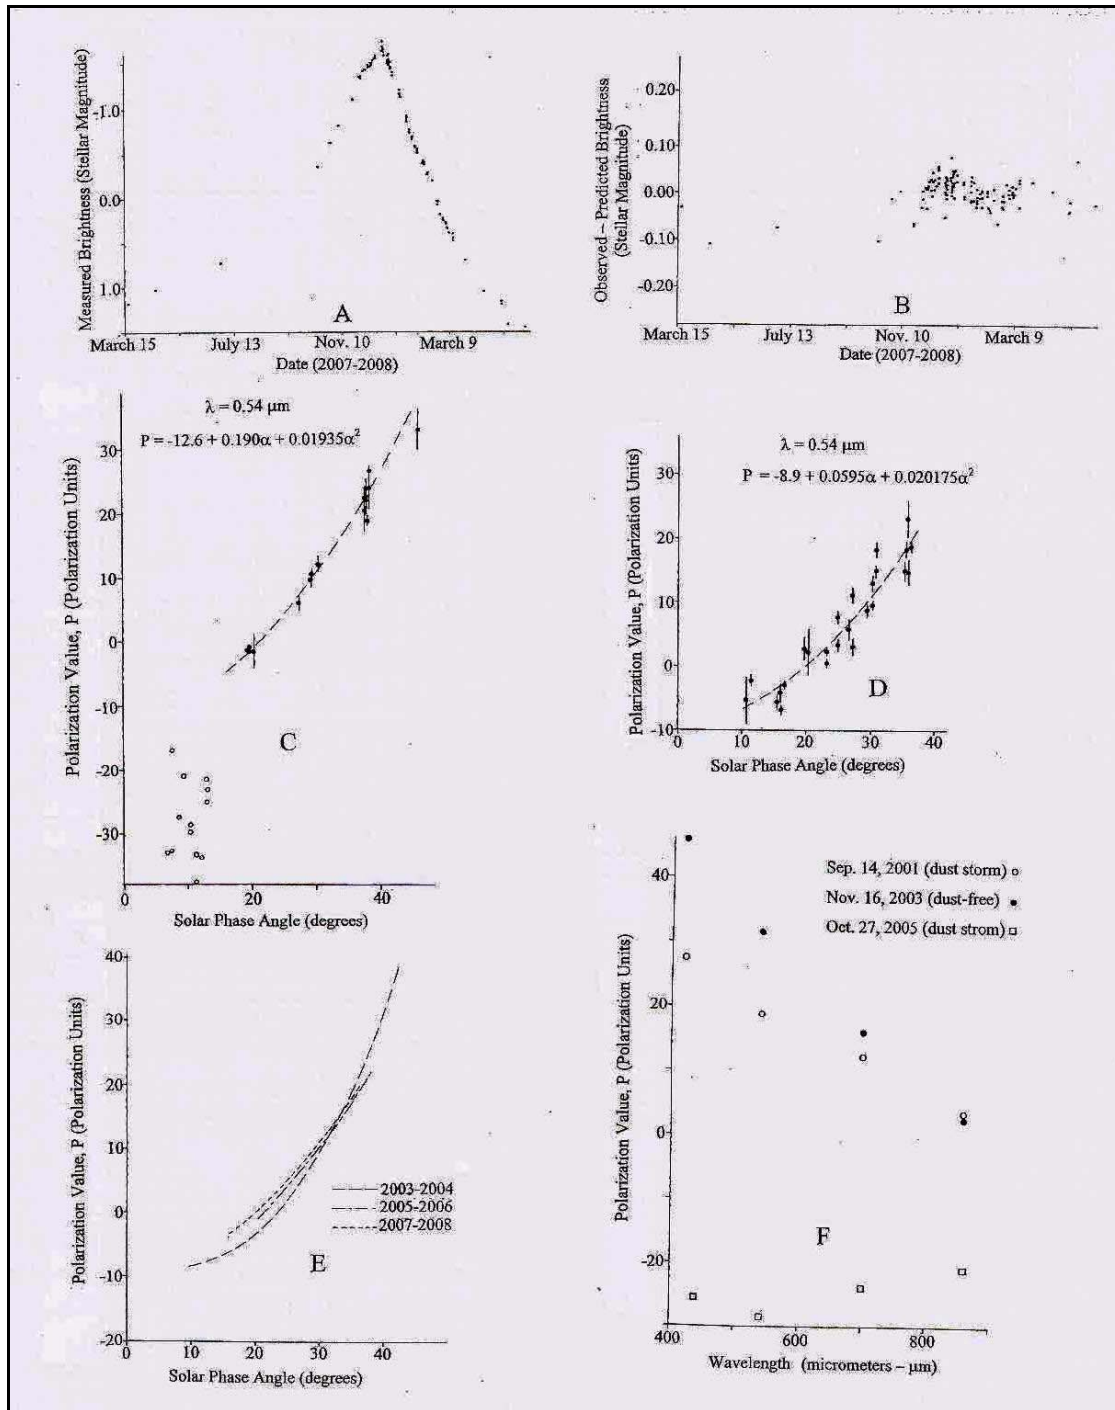 Measured Brightness (Stellar Magnitude)
-1.0
0.0
1.0
A
March 15 July 13 Nov. 10 March 9
Date (2007-2008)
Observed – Predicted Brightness
(Stellar Magnitude)
0.20
0.10
0.00
-0.10
-0.20
B
March 15 July 13 Nov. 10 March 9
Date (2007-2008)
Polarization Value, P (Polarization Units)
λ = 0.54 μm
P = -12.6 + 0.190α + 0.01935α²
30
20
10
0
-10
-20
-30
C
0 20 40
Solar Phase Angle (degrees)
Polarization Value, P (Polarization Units)
λ = 0.54 μm
P = -8.9 + 0.0595α + 0.020175α²
30
20
10
0
-10
D
0 10 20 30 40
Solar Phase Angle (degrees)
Polarization Value, P (Polarization Units)
40
30
20
10
0
-10
-20
2003-2004
2005-2006
2007-2008
E
0 10 20 30 40
Solar Phase Angle (degrees)
Polarization Value, P (Polarization Units)
40
20
0
-20
Sep. 14, 2001 (dust storm)
Nov. 16, 2003 (dust-free)
Oct. 27, 2005 (dust strom)
F
400 600 800
Wavelength (micrometers – μm)